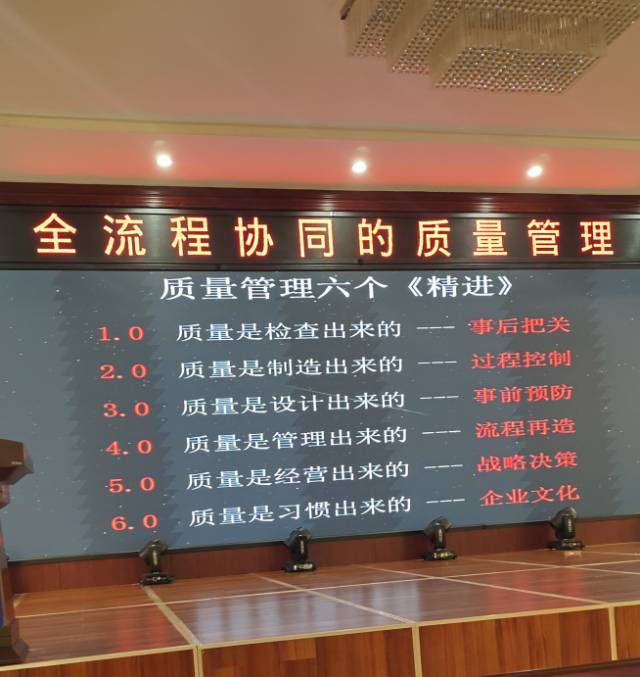 全流程协同的质量管理
质量管理六个《精进》
1.0 质量是检查出来的 --- 事后把关
2.0 质量是制造出来的 --- 过程控制
3.0 质量是设计出来的 --- 事前预防
4.0 质量是管理出来的 --- 流程再造
5.0 质量是经营出来的 --- 战略决策
6.0 质量是习惯出来的 --- 企业文化